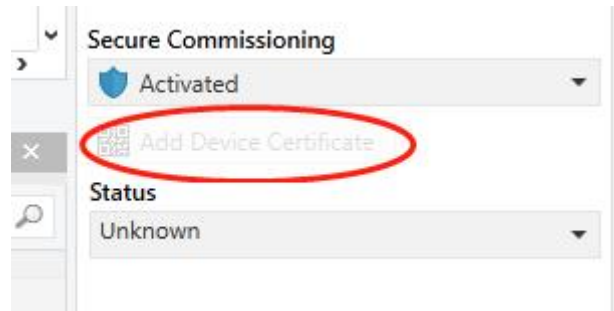 Secure Commissioning
Activated
Add Device Certificate
Status
Unknown